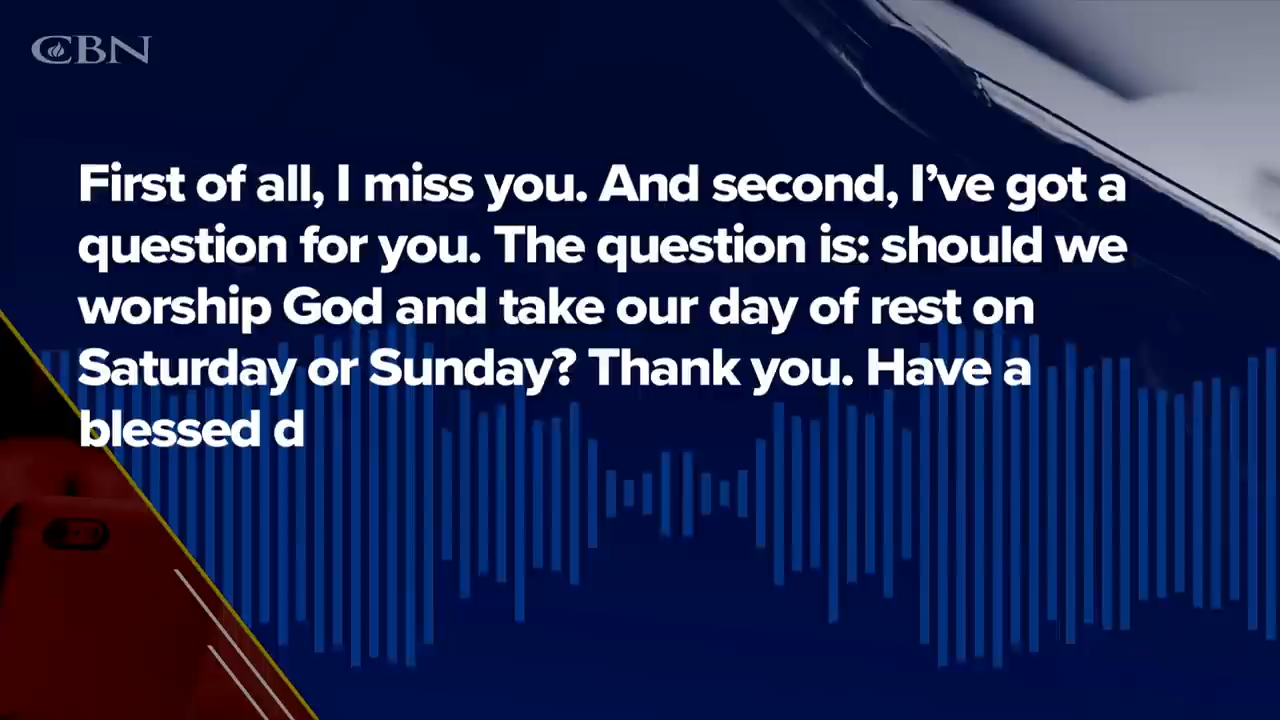 CBN
First of all, I miss you. And second, I’ve got a
question for you. The question is: should we
worship God and take our day of rest on
Saturday or Sunday? Thank you. Have a
blessed d